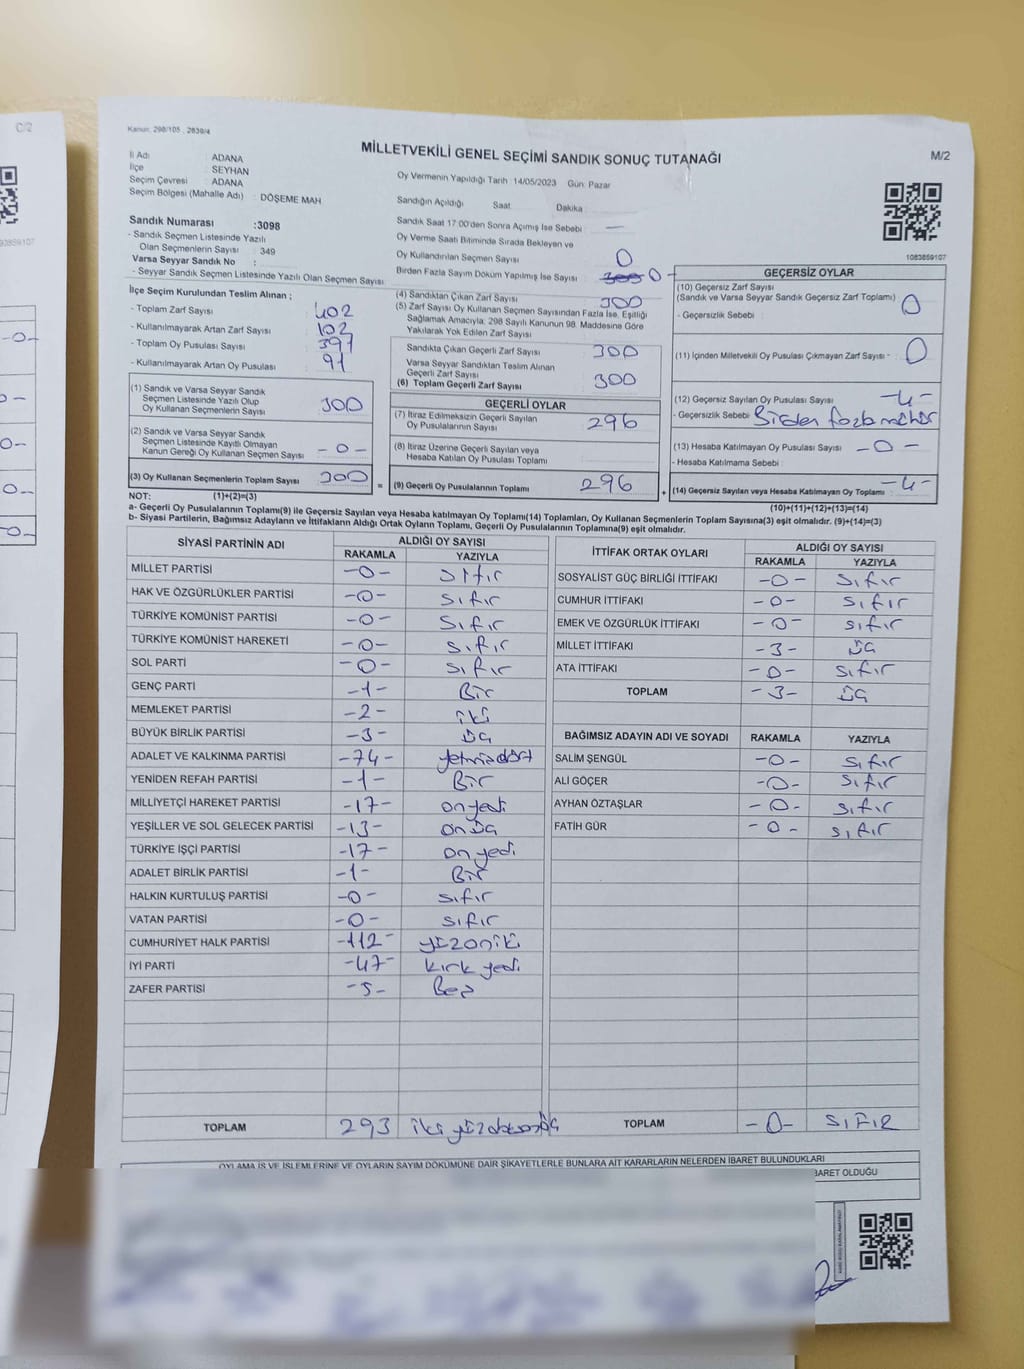 C/2
93859107
-0-
0-
0-
0-
-0-
Kanun: 298/105 , 2839/4
MİLLETVEKİLİ GENEL SEÇİMİ SANDIK SONUÇ TUTANAĞI
M/2
İl Adı : ADANA
İlçe : SEYHAN
Seçim Çevresi : ADANA
Seçim Bölgesi (Mahalle Adı) : DÖŞEME MAH
Oy Vermenin Yapıldığı Tarih :14/05/2023 Gün: Pazar
Sandığın Açıldığı Saat Dakika
Sandık Numarası :3098
- Sandık Seçmen Listesinde Yazılı
Olan Seçmenlerin Sayısı : 349
Varsa Seyyar Sandık No :
- Seyyar Sandık Seçmen Listesinde Yazılı Olan Seçmen Sayısı
Sandık Saat 17:00'den Sonra Açımış İse Sebebi : —
Oy Verme Saati Bitiminde Sırada Bekleyen ve
Oy Kullandırılan Seçmen Sayısı 0
Birden Fazla Sayım Döküm Yapılmış İse Sayısı 300 0-
1083859107
İlçe Seçim Kurulundan Teslim Alınan ;
- Toplam Zarf Sayısı : 402
- Kullanılmayarak Artan Zarf Sayısı : 102
- Toplam Oy Pusulası Sayısı : 391
- Kullanılmayarak Artan Oy Pusulası : 91
(1) Sandık ve Varsa Seyyar Sandık
Seçmen Listesinde Yazılı Olup
Oy Kullanan Seçmenlerin Sayısı 300
(2) Sandık ve Varsa Seyyar Sandık
Seçmen Listesinde Kayıtlı Olmayan
Kanun Gereği Oy Kullanan Seçmen Sayısı -0-
(3) Oy Kullanan Seçmenlerin Toplam Sayısı 300
=
(4) Sandıktan Çıkan Zarf Sayısı 300
(5) Zarf Sayısı Oy Kullanan Seçmen Sayısından Fazla İse, Eşitliği
Sağlamak Amacıyla; 298 Sayılı Kanunun 98. Maddesine Göre
Yakılarak Yok Edilen Zarf Sayısı
Sandıkta Çıkan Geçerli Zarf Sayısı 300
Varsa Seyyar Sandıktan Teslim Alınan
Geçerli Zarf Sayısı
(6) Toplam Geçerli Zarf Sayısı 300
GEÇERLİ OYLAR
(7) İtiraz Edilmeksizin Geçerli Sayılan
Oy Pusulalarının Sayısı 296
(8) İtiraz Üzerine Geçerli Sayılan veya
Hesaba Katılan Oy Pusulası Toplamı
(9) Geçerli Oy Pusulalarının Toplamı 296
+
GEÇERSİZ OYLAR
(10) Geçersiz Zarf Sayısı
(Sandık ve Varsa Seyyar Sandık Geçersiz Zarf Toplamı) 0
- Geçersizlik Sebebi :
(11) İçinden Milletvekili Oy Pusulası Çıkmayan Zarf Sayısı - 0
(12) Geçersiz Sayılan Oy Pusulası Sayısı -4-
- Geçersizlik Sebebi Birden fazla mühür
(13) Hesaba Katılmayan Oy Pusulası Sayısı -0-
- Hesaba Katılmama Sebebi
(14) Geçersiz Sayılan veya Hesaba Katılmayan Oy Toplamı -4-
NOT: (1)+(2)=(3) (10)+(11)+(12)+(13)=(14)
a- Geçerli Oy Pusulalarının Toplamı(9) ile Geçersiz Sayılan veya Hesaba katılmayan Oy Toplamı(14) Toplamları, Oy Kullanan Seçmenlerin Toplam Sayısına(3) eşit olmalıdır. (9)+(14)=(3)
b- Siyasi Partilerin, Bağımsız Adayların ve İttifakların Aldığı Ortak Oyların Toplamı, Geçerli Oy Pusulalarının Toplamına(9) eşit olmalıdır.
SİYASİ PARTİNİN ADI ALDIĞI OY SAYISI
RAKAMLA YAZIYLA
MİLLET PARTİSİ -0- sıfır
HAK VE ÖZGÜRLÜKLER PARTİSİ -0- sıfır
TÜRKİYE KOMÜNİST PARTİSİ -0- sıfır
TÜRKİYE KOMÜNİST HAREKETİ -0- sıfır
SOL PARTİ -0- sıfır
GENÇ PARTİ -1- Bir
MEMLEKET PARTİSİ -2- iki
BÜYÜK BİRLİK PARTİSİ -3- üç
ADALET VE KALKINMA PARTİSİ -74- yetmişdört
YENİDEN REFAH PARTİSİ -1- Bir
MİLLİYETÇİ HAREKET PARTİSİ -17- onyedi
YEŞİLLER VE SOL GELECEK PARTİSİ -13- onüç
TÜRKİYE İŞÇİ PARTİSİ -17- on yedi
ADALET BİRLİK PARTİSİ -1- Bir
HALKIN KURTULUŞ PARTİSİ -0- sıfır
VATAN PARTİSİ -0- sıfır
CUMHURİYET HALK PARTİSİ -112- yüzoniki
İYİ PARTİ -47- kırk yedi
ZAFER PARTİSİ -5- Beş
TOPLAM 293 iki yüzdoksanüç
İTTİFAK ORTAK OYLARI ALDIĞI OY SAYISI
RAKAMLA YAZIYLA
SOSYALİST GÜÇ BİRLİĞİ İTTİFAKI -0- sıfır
CUMHUR İTTİFAKI -0- sıfır
EMEK VE ÖZGÜRLÜK İTTİFAKI -0- sıfır
MİLLET İTTİFAKI -3- üç
ATA İTTİFAKI -0- sıfır
TOPLAM -3- üç
BAĞIMSIZ ADAYIN ADI VE SOYADI RAKAMLA YAZIYLA
SALİM ŞENGÜL -0- sıfır
ALİ GÖÇER -0- sıfır
AYHAN ÖZTAŞLAR -0- sıfır
FATİH GÜR -0- sıfır
TOPLAM -0- SIFIR
OYLAMA İŞ VE İŞLEMLERİNE VE OYLARIN SAYIM DÖKÜMÜNE DAİR ŞİKAYETLERLE BUNLARA AİT KARARLARIN NELERDEN İBARET BULUNDUKLARI
BARET OLDUĞU